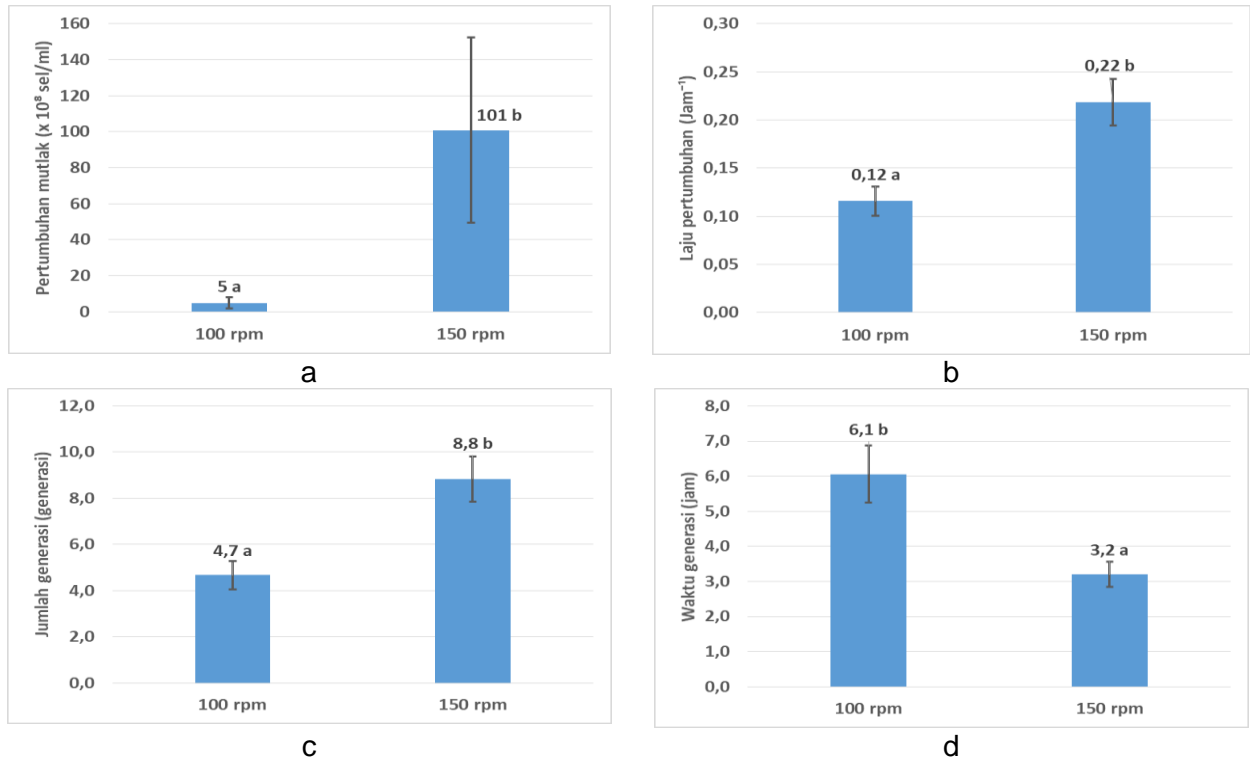 Pertumbuhan mutlak (x 10⁸ sel/ml)
160
140
120
100
80
60
40
20
0
5 a
101 b
100 rpm
150 rpm
a
Laju pertumbuhan (Jam⁻¹)
0,30
0,25
0,20
0,15
0,10
0,05
0,00
0,12 a
0,22 b
100 rpm
150 rpm
b
Jumlah generasi (generasi)
12,0
10,0
8,0
6,0
4,0
2,0
0,0
4,7 a
8,8 b
100 rpm
150 rpm
c
Waktu generasi (jam)
8,0
7,0
6,0
5,0
4,0
3,0
2,0
1,0
0,0
6,1 b
3,2 a
100 rpm
150 rpm
d